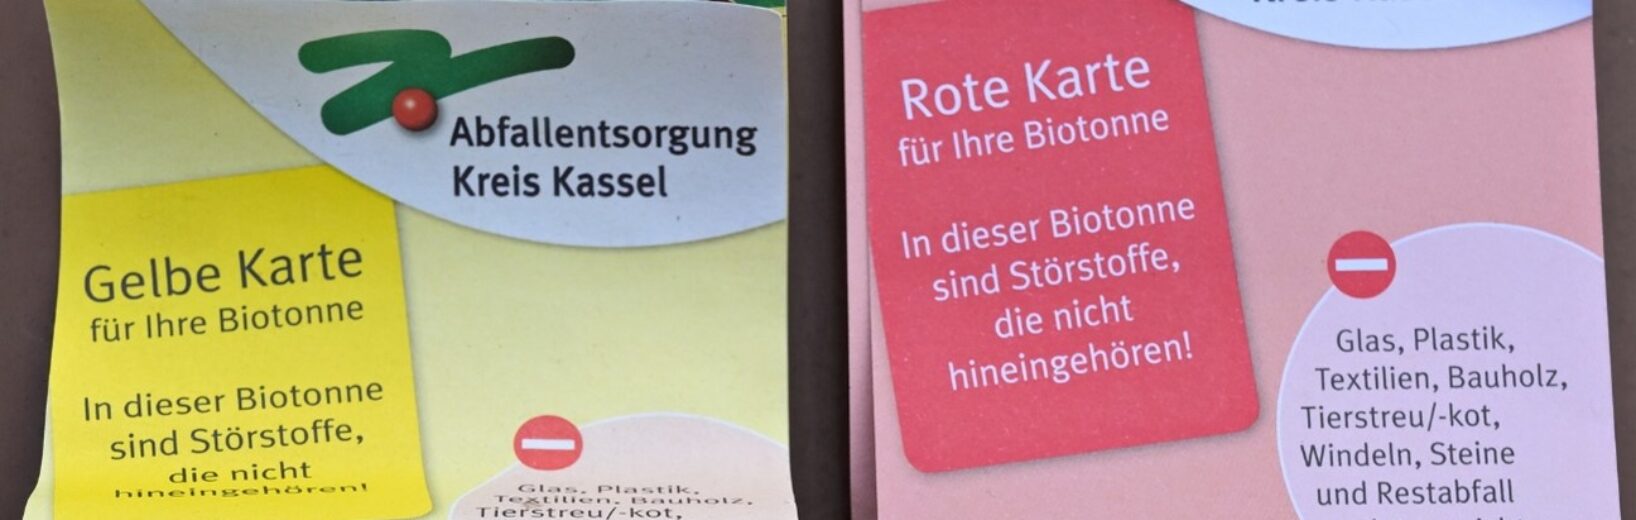 Abfallentsorgung
Kreis Kassel
Gelbe Karte
für Ihre Biotonne
In dieser Biotonne
sind Störstoffe,
die nicht
hineingehören!
Glas, Plastik,
Textilien, Bauholz,
Tierstreu/-kot,
Rote Karte
für Ihre Biotonne
In dieser Biotonne
sind Störstoffe,
die nicht
hineingehören!
Glas, Plastik,
Textilien, Bauholz,
Tierstreu/-kot,
Windeln, Steine
und Restabfall